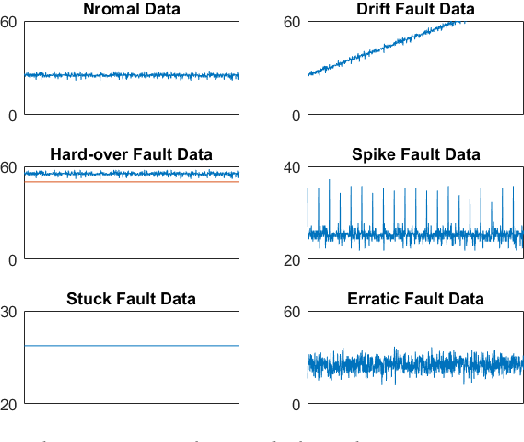 Nromal Data
60
0
Drift Fault Data
60
0
Hard-over Fault Data
60
0
Spike Fault Data
40
20
Stuck Fault Data
30
20
Erratic Fault Data
60
0